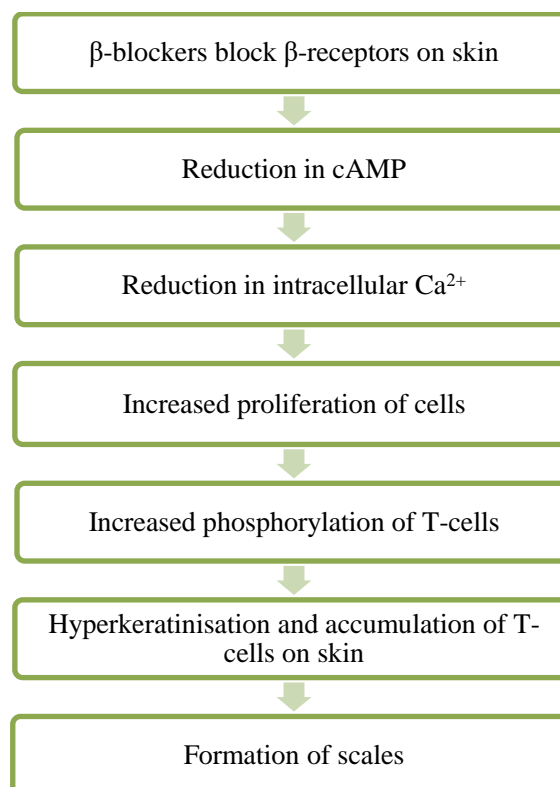 β-blockers block β-receptors on skin
Reduction in cAMP
Reduction in intracellular Ca²⁺
Increased proliferation of cells
Increased phosphorylation of T-cells
Hyperkeratinisation and accumulation of T-
cells on skin
Formation of scales